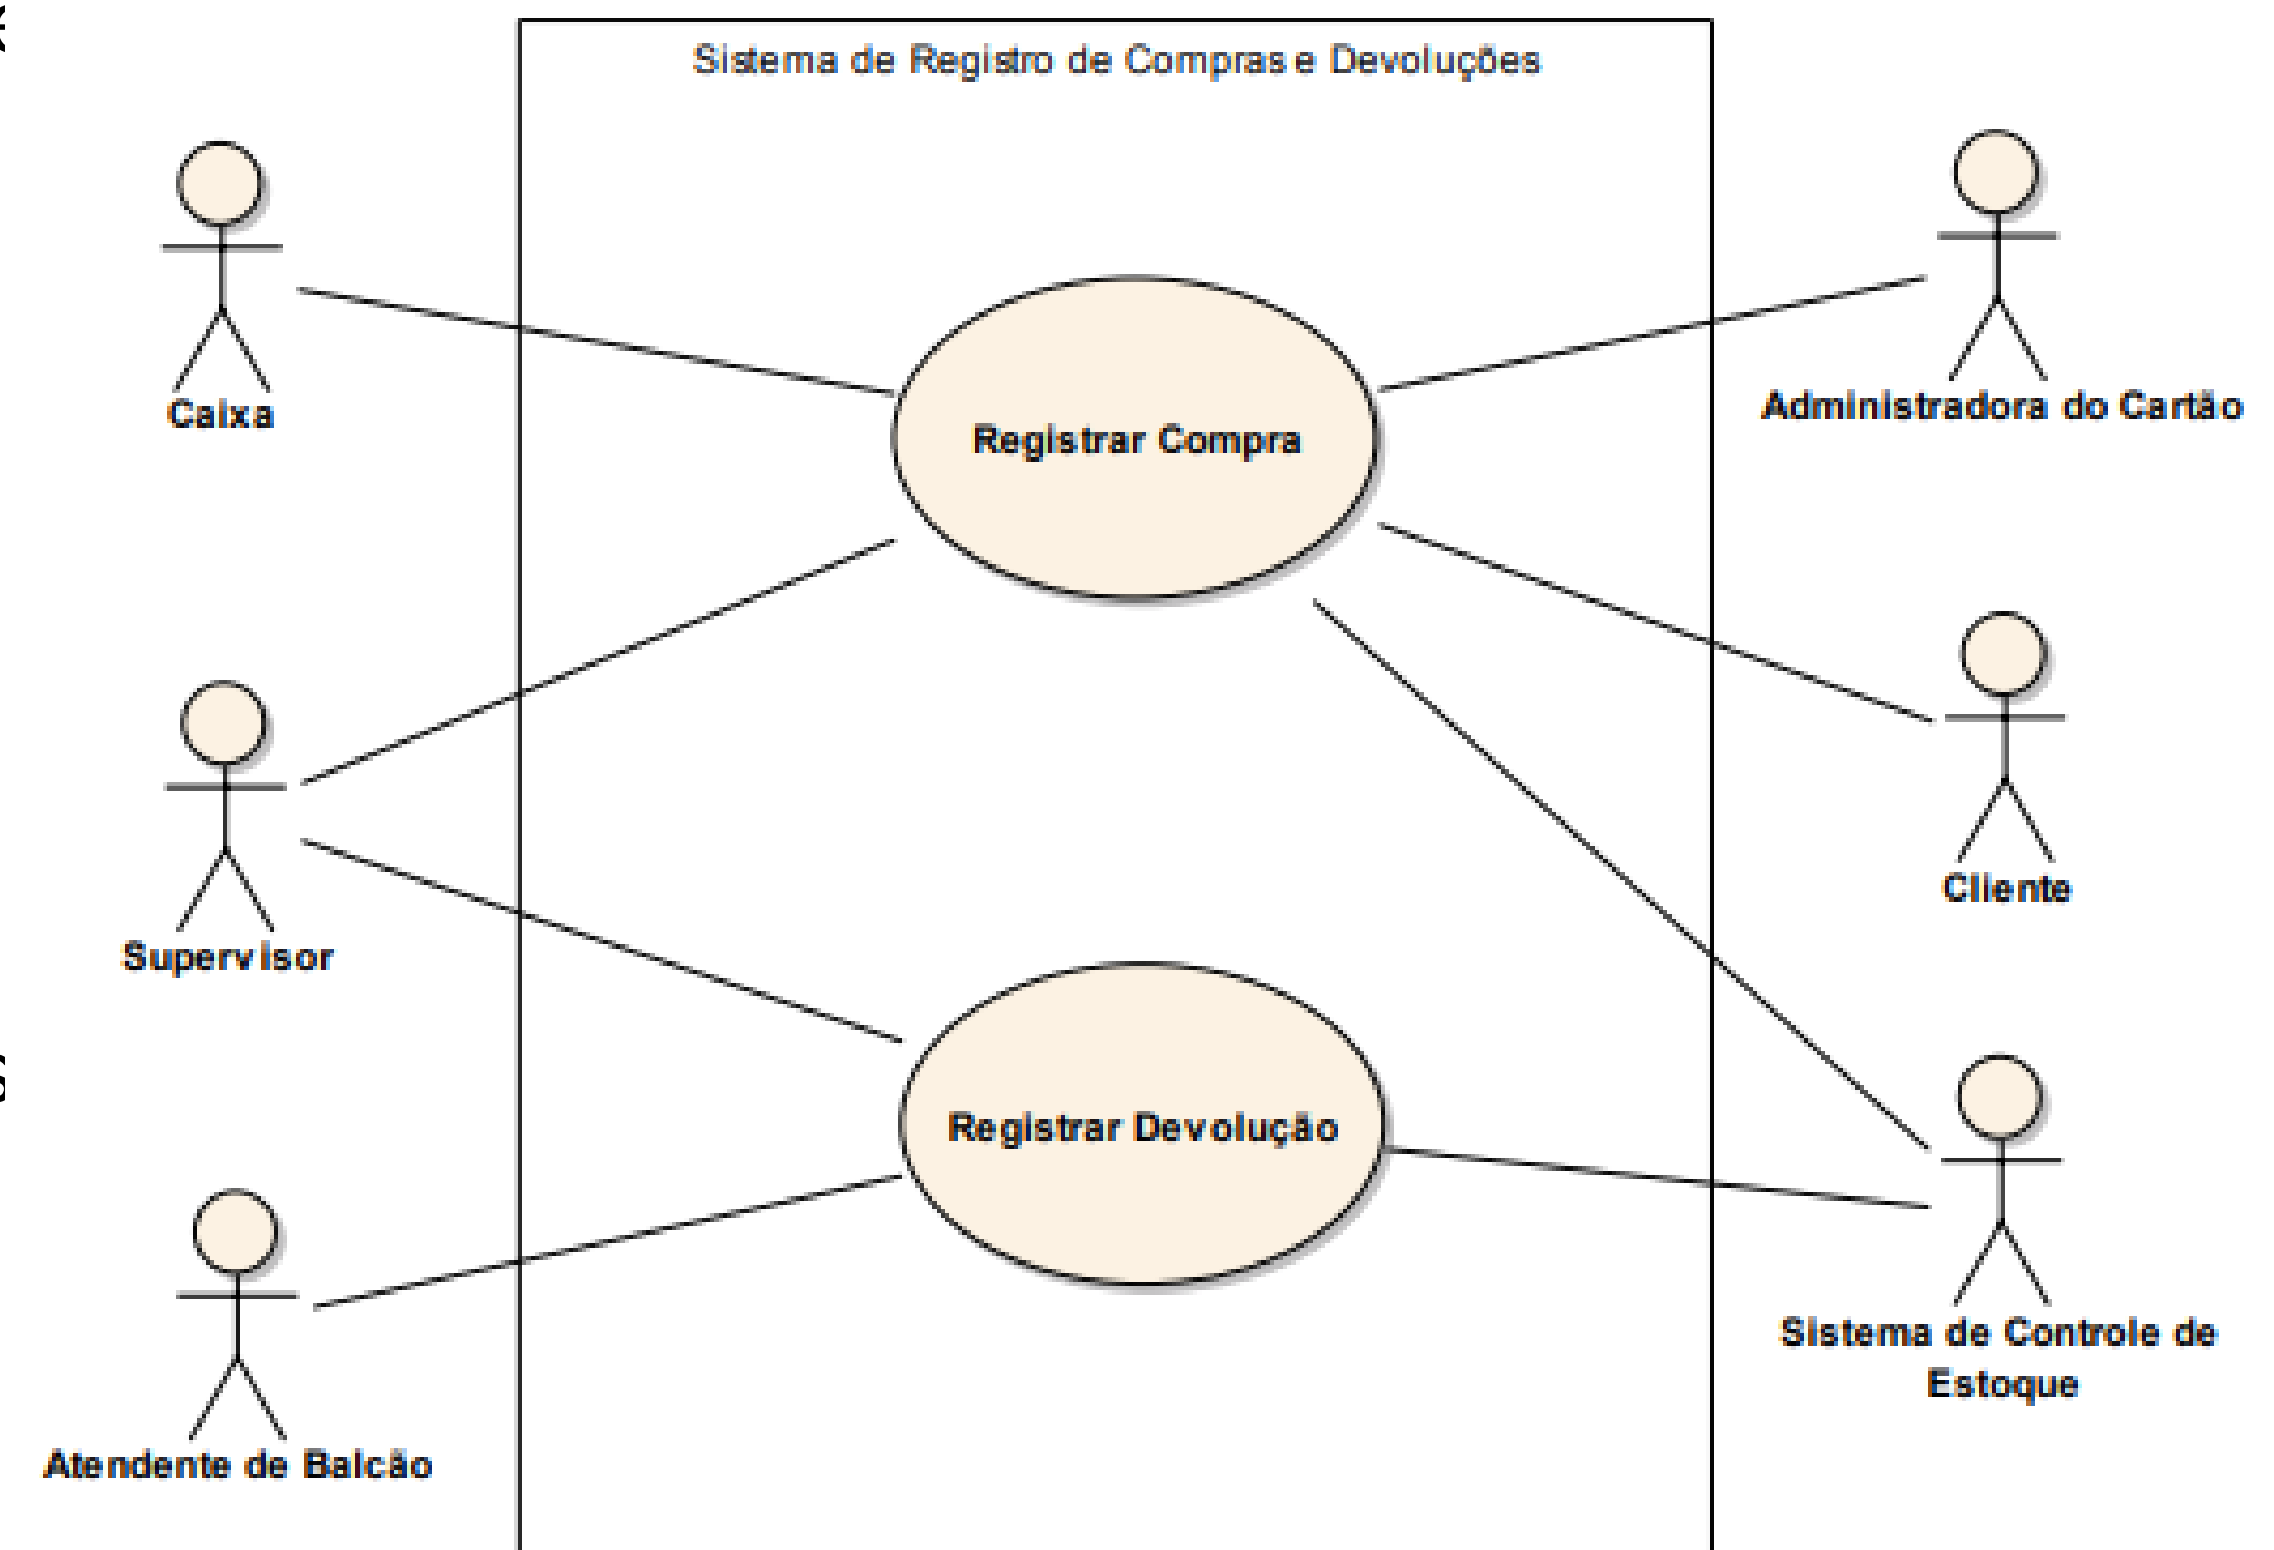 Sistema de Registro de Compras e Devoluções
Caixa
Administradora do Cartão
Registrar Compra
Cliente
Supervisor
Registrar Devolução
Sistema de Controle de
Estoque
Atendente de Balcão